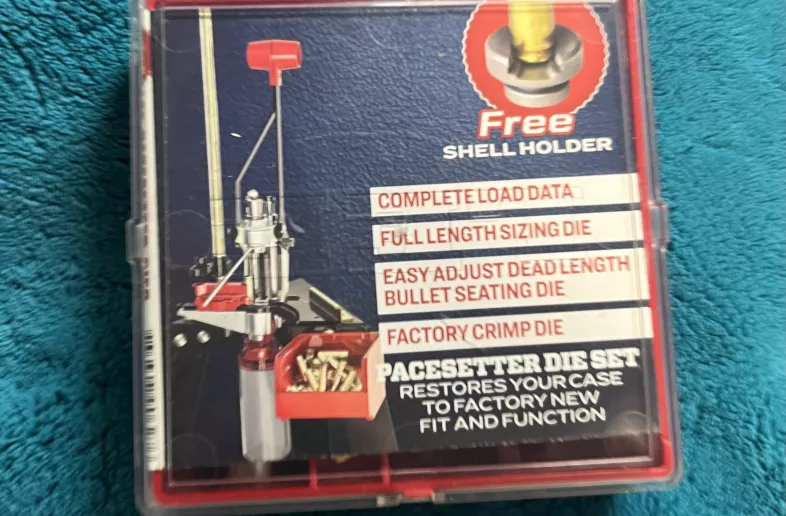 Free
SHELL HOLDER
COMPLETE LOAD DATA
FULL LENGTH SIZING DIE
EASY ADJUST DEAD LENGTH
BULLET SEATING DIE
FACTORY CRIMP DIE
PACESETTER DIE SET
RESTORES YOUR CASE
TO FACTORY NEW
FIT AND FUNCTION